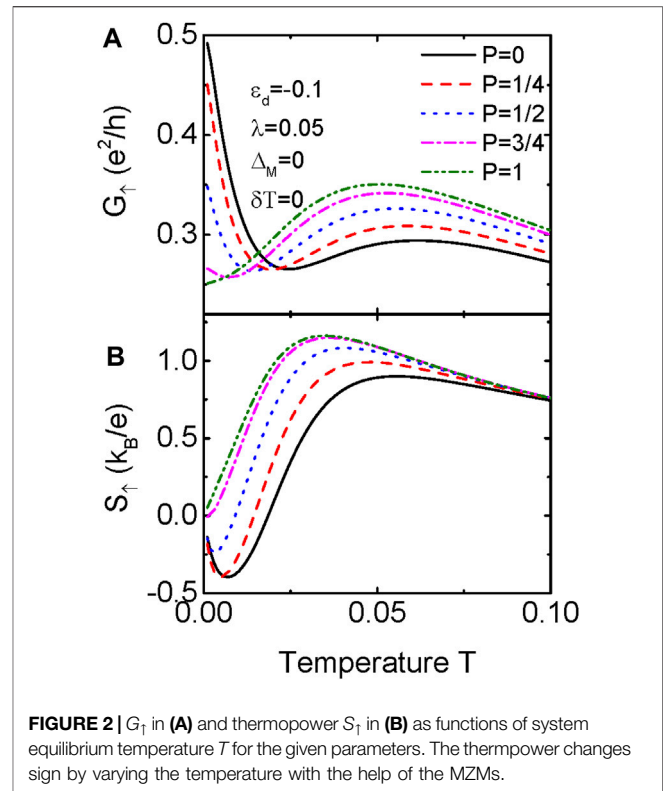 A
0.5
0.4
0.3
G↑ (e²/h)
εd=-0.1
λ=0.05
ΔM=0
δT=0
P=0
P=1/4
P=1/2
P=3/4
P=1
B
1.0
0.5
0.0
-0.5
S↑ (kB/e)
0.00
0.05
0.10
Temperature T
FIGURE 2 | G↑ in (A) and thermopower S↑ in (B) as functions of system
equilibrium temperature T for the given parameters. The thermpower changes
sign by varying the temperature with the help of the MZMs.